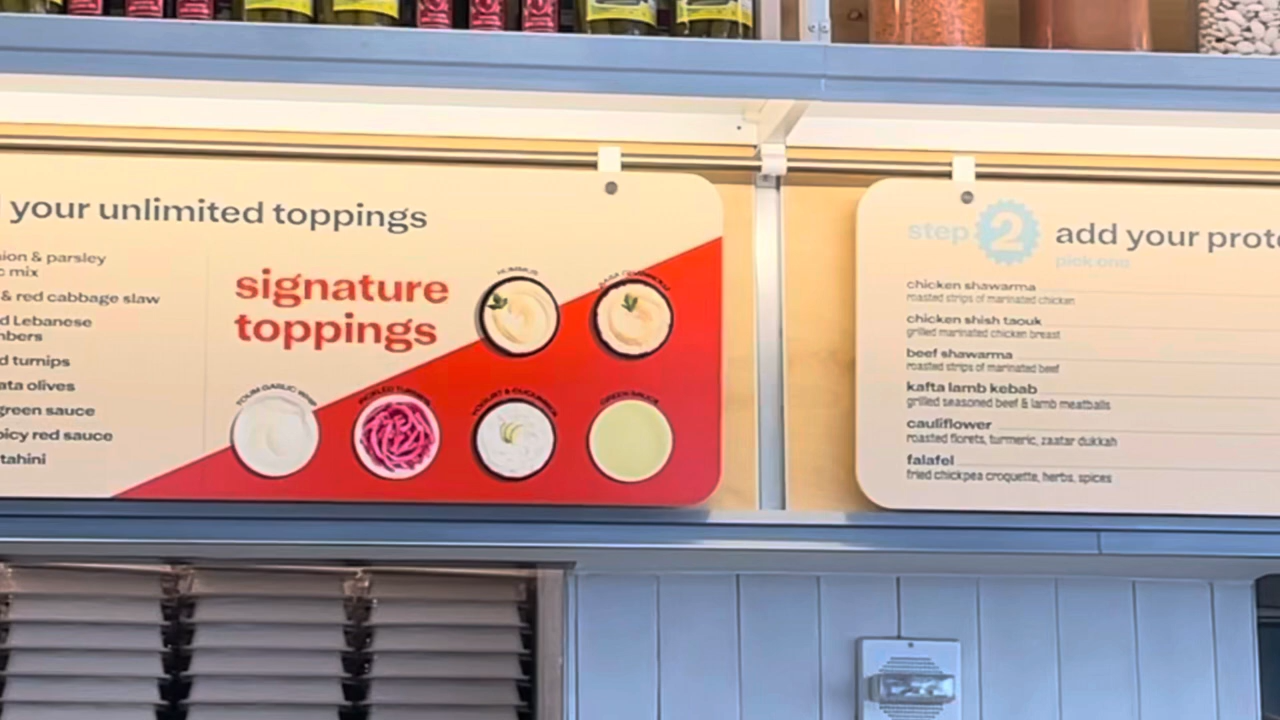 your unlimited toppings
ion & parsley
c mix
& red cabbage slaw
d Lebanese
nbers
d turnips
ata olives
green sauce
picy red sauce
tahini
signature
toppings
HUMMUS
TOUM GARLIC WHIP
PICKLED TURNIPS
YOGURT & CUCUMBER
GREEN SAUCE
step 2 add your prote
pick one
chicken shawarma
roasted strips of marinated chicken
chicken shish taouk
grilled marinated chicken breast
beef shawarma
roasted strips of marinated beef
kafta lamb kebab
grilled seasoned beef & lamb meatballs
cauliflower
roasted florets, turmeric, zaatar dukkah
falafel
fried chickpea croquette, herbs, spices